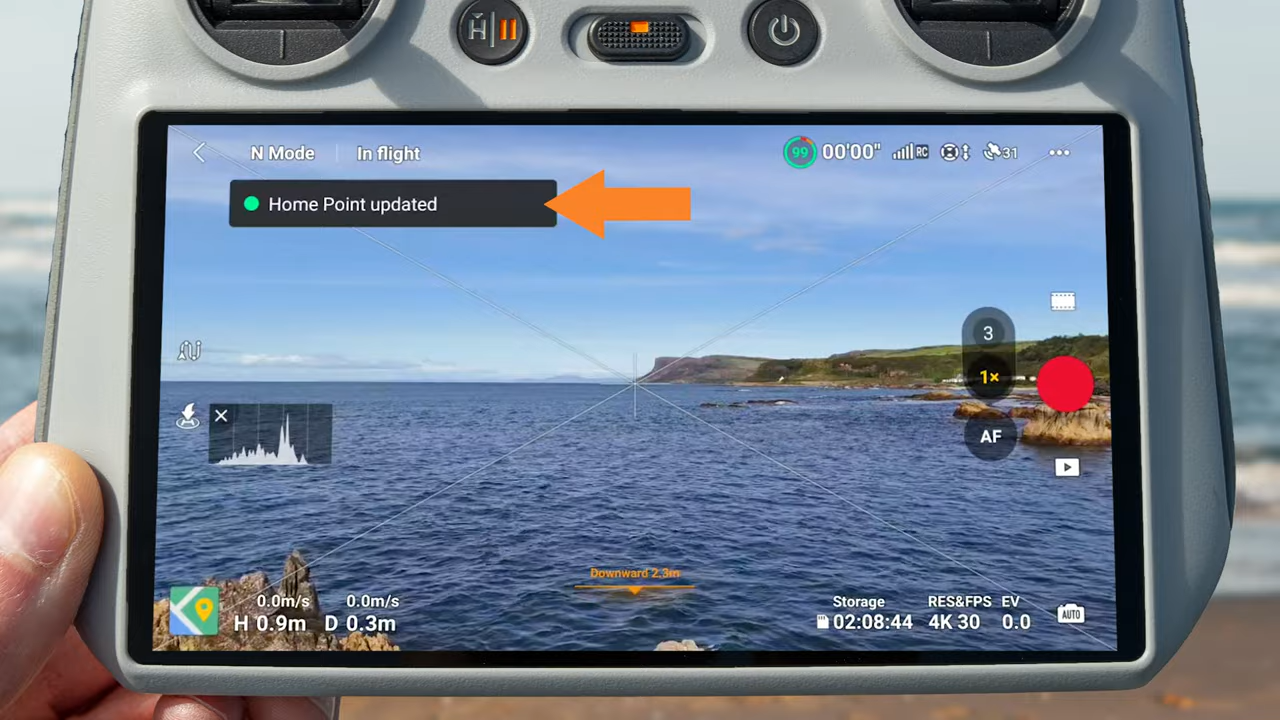 H
N Mode
In flight
99
00'00"
RC
31
Home Point updated
3
1×
AF
Downward 2.3m
0.0m/s
0.0m/s
H 0.9m
D 0.3m
Storage
02:08:44
RES&FPS
4K 30
EV
0.0
AUTO